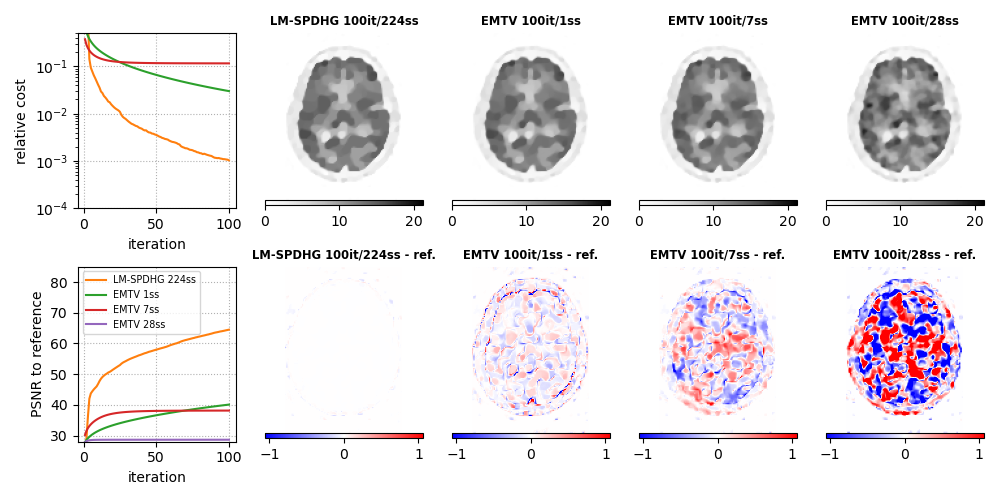 LM-SPDHG 100it/224ss
EMTV 100it/1ss
EMTV 100it/7ss
EMTV 100it/28ss
relative cost
10⁻¹
10⁻²
10⁻³
10⁻⁴
0 50 100
iteration
0 10 20
0 10 20
0 10 20
0 10 20
LM-SPDHG 100it/224ss - ref.
EMTV 100it/1ss - ref.
EMTV 100it/7ss - ref.
EMTV 100it/28ss - ref.
PSNR to reference
80
70
60
50
40
30
LM-SPDHG 224ss
EMTV 1ss
EMTV 7ss
EMTV 28ss
0 50 100
iteration
−1 0 1
−1 0 1
−1 0 1
−1 0 1